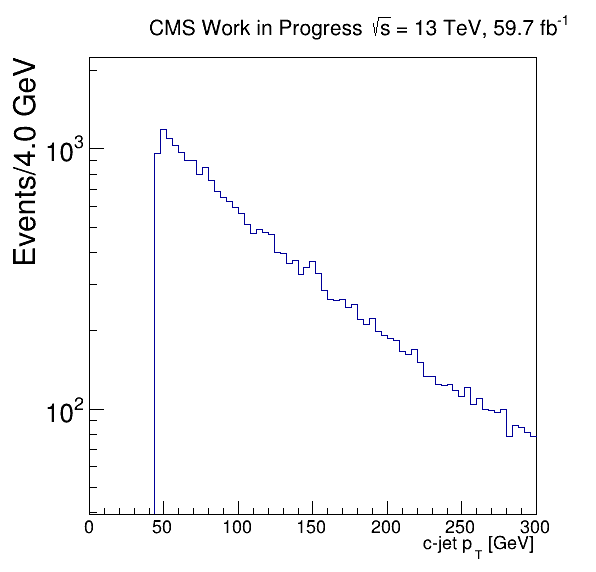 CMS Work in Progress √s = 13 TeV, 59.7 fb⁻¹
Events/4.0 GeV
10³
10²
0 50 100 150 200 250 300
c-jet p_T [GeV]